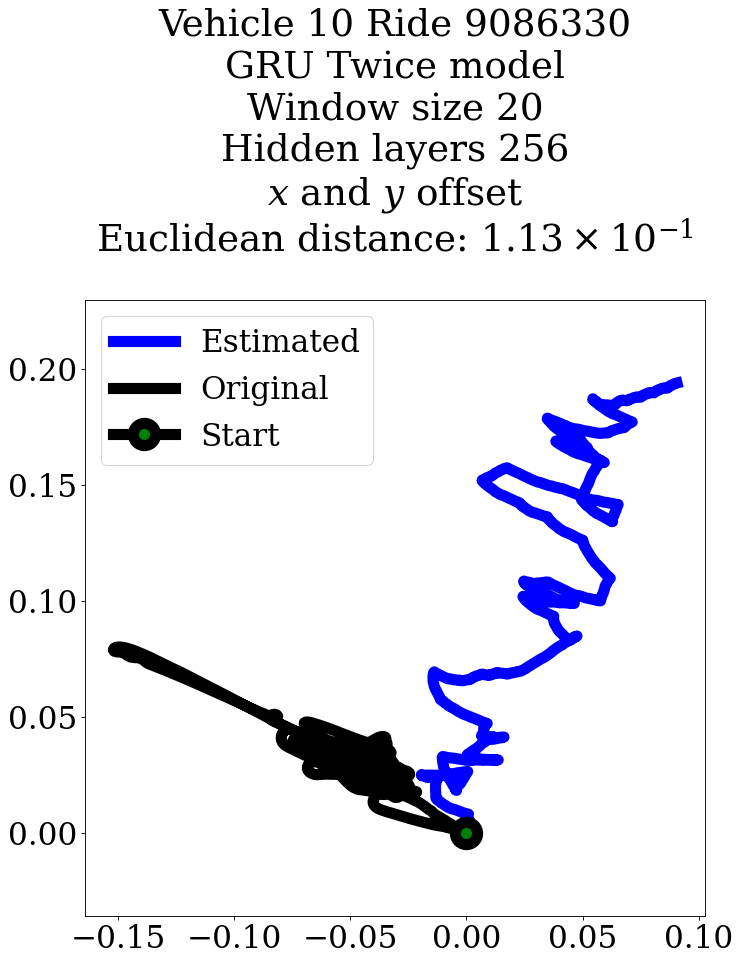 Vehicle 10 Ride 9086330
GRU Twice model
Window size 20
Hidden layers 256
x and y offset
Euclidean distance: 1.13 × 10⁻¹
Estimated
Original
Start
0.20
0.15
0.10
0.05
0.00
−0.15 −0.10 −0.05 0.00 0.05 0.10